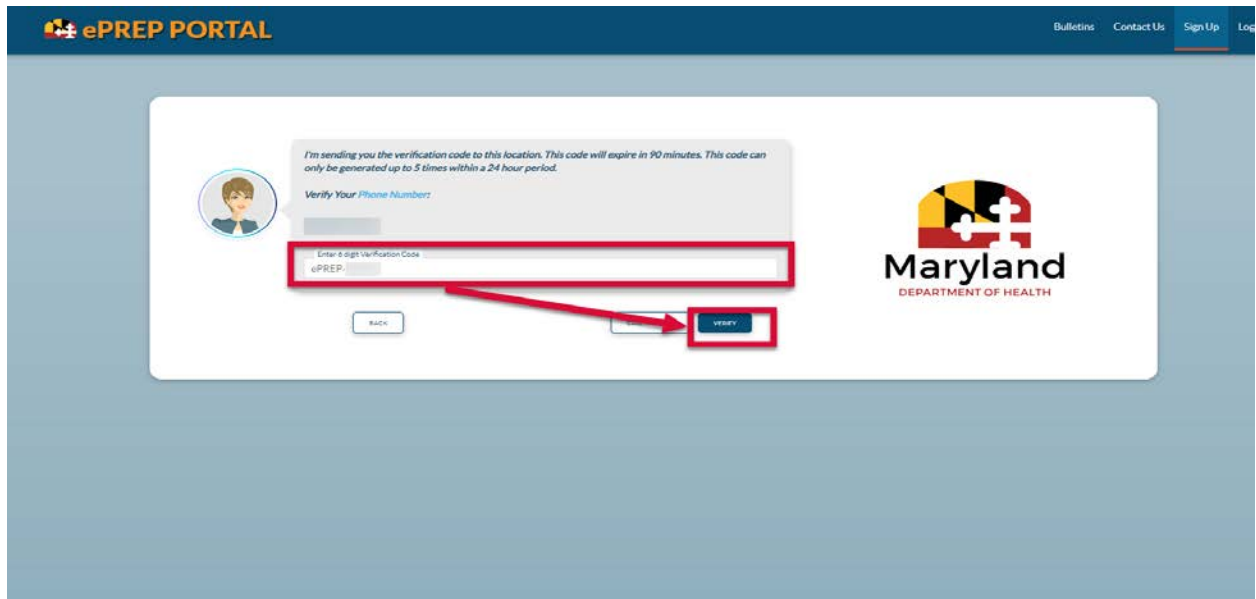 ePREP PORTAL
Bulletins Contact Us Sign Up Log
I'm sending you the verification code to this location. This code will expire in 90 minutes. This code can
only be generated up to 5 times within a 24 hour period.
Verify Your Phone Number:
Enter 6 digit Verification Code
ePREP-
BACK
VERIFY
Maryland
DEPARTMENT OF HEALTH